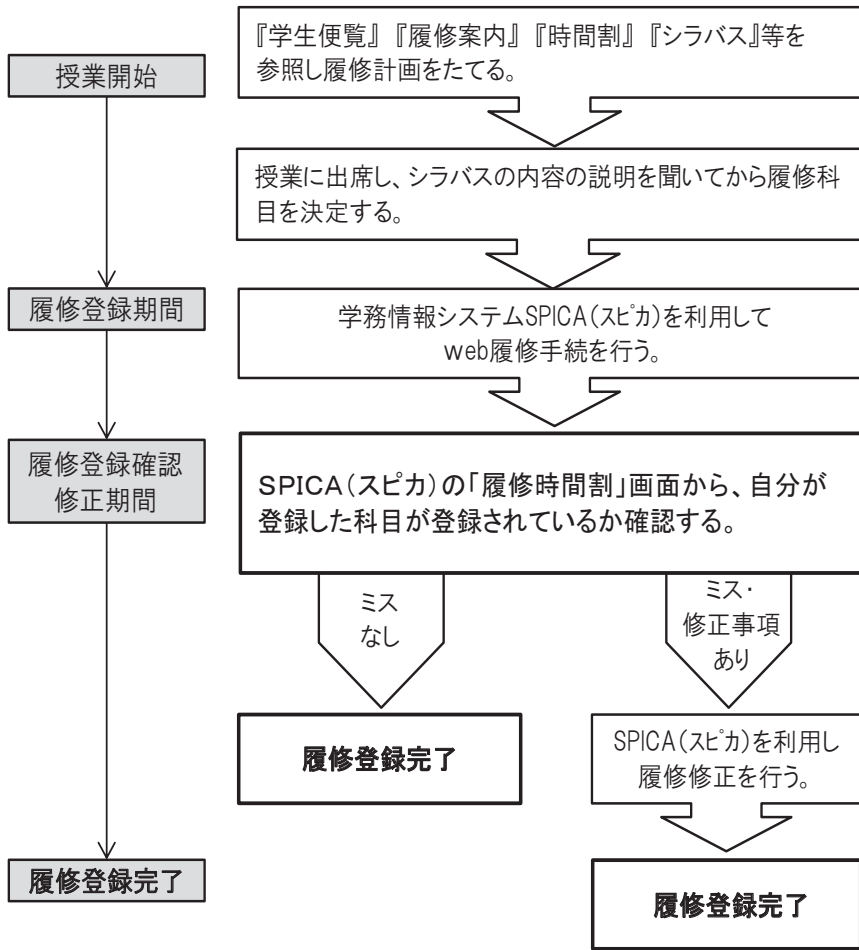 『学生便覧』『履修案内』『時間割』『シラバス』等を
参照し履修計画をたてる。
授業開始
授業に出席し、シラバスの内容の説明を聞いてから履修科
目を決定する。
履修登録期間
学務情報システムSPICA(スピカ)を利用して
web履修手続を行う。
履修登録確認
修正期間
SPICA(スピカ)の「履修時間割」画面から、自分が
登録した科目が登録されているか確認する。
ミス
なし
ミス・
修正事項
あり
履修登録完了
SPICA(スピカ)を利用し
履修修正を行う。
履修登録完了
履修登録完了